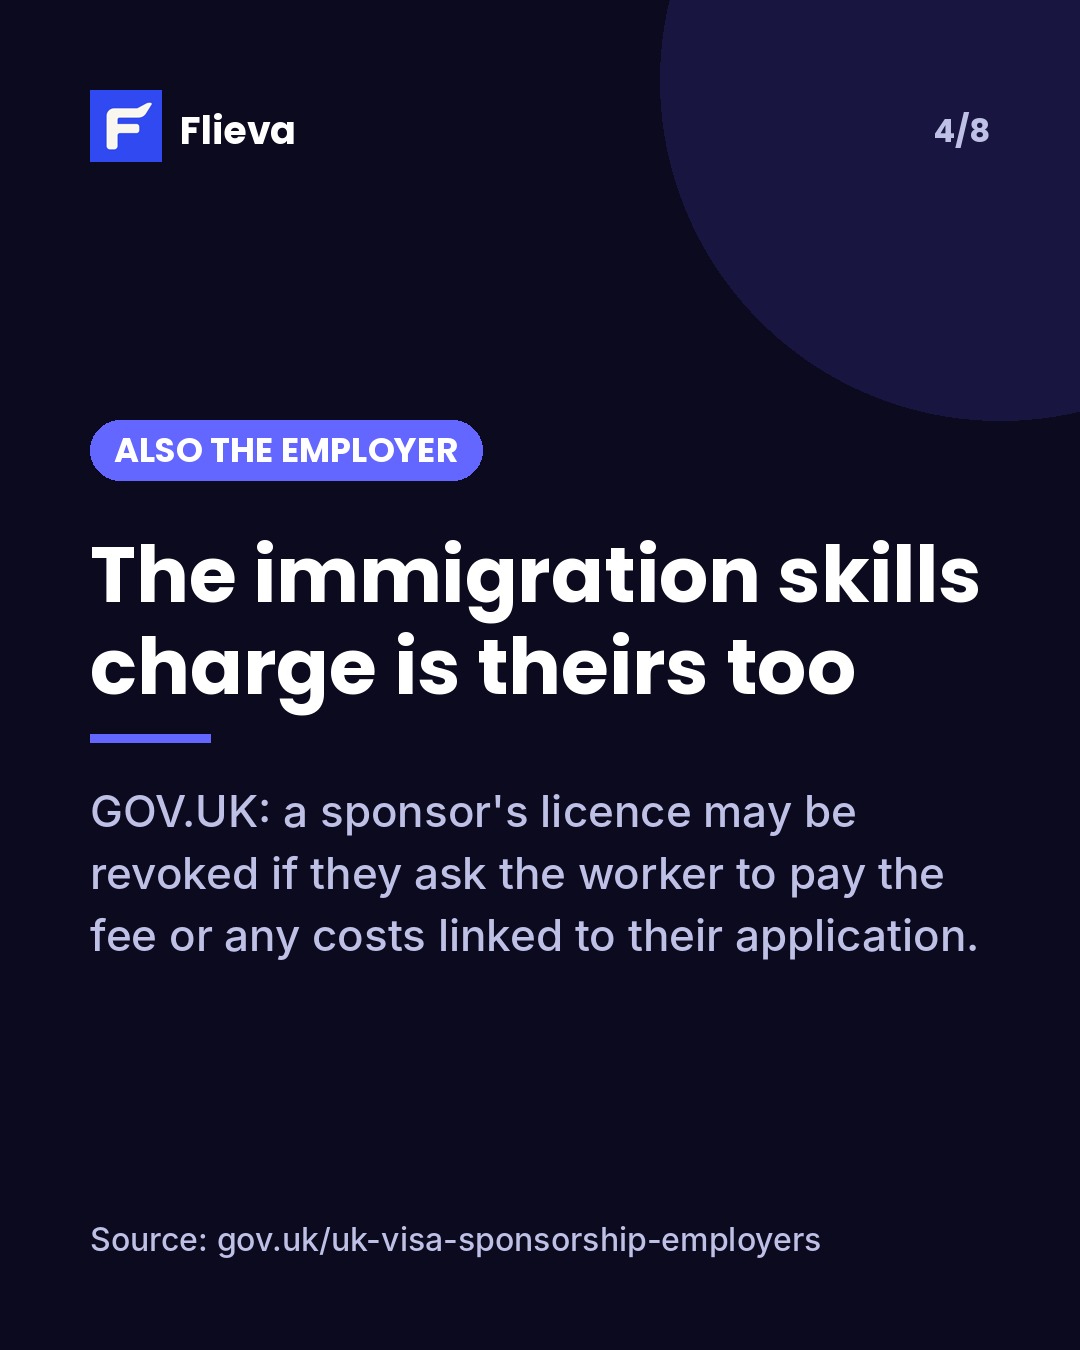 Flieva
4/8
ALSO THE EMPLOYER
The immigration skills
charge is theirs too
GOV.UK: a sponsor's licence may be
revoked if they ask the worker to pay the
fee or any costs linked to their application.
Source: gov.uk/uk-visa-sponsorship-employers